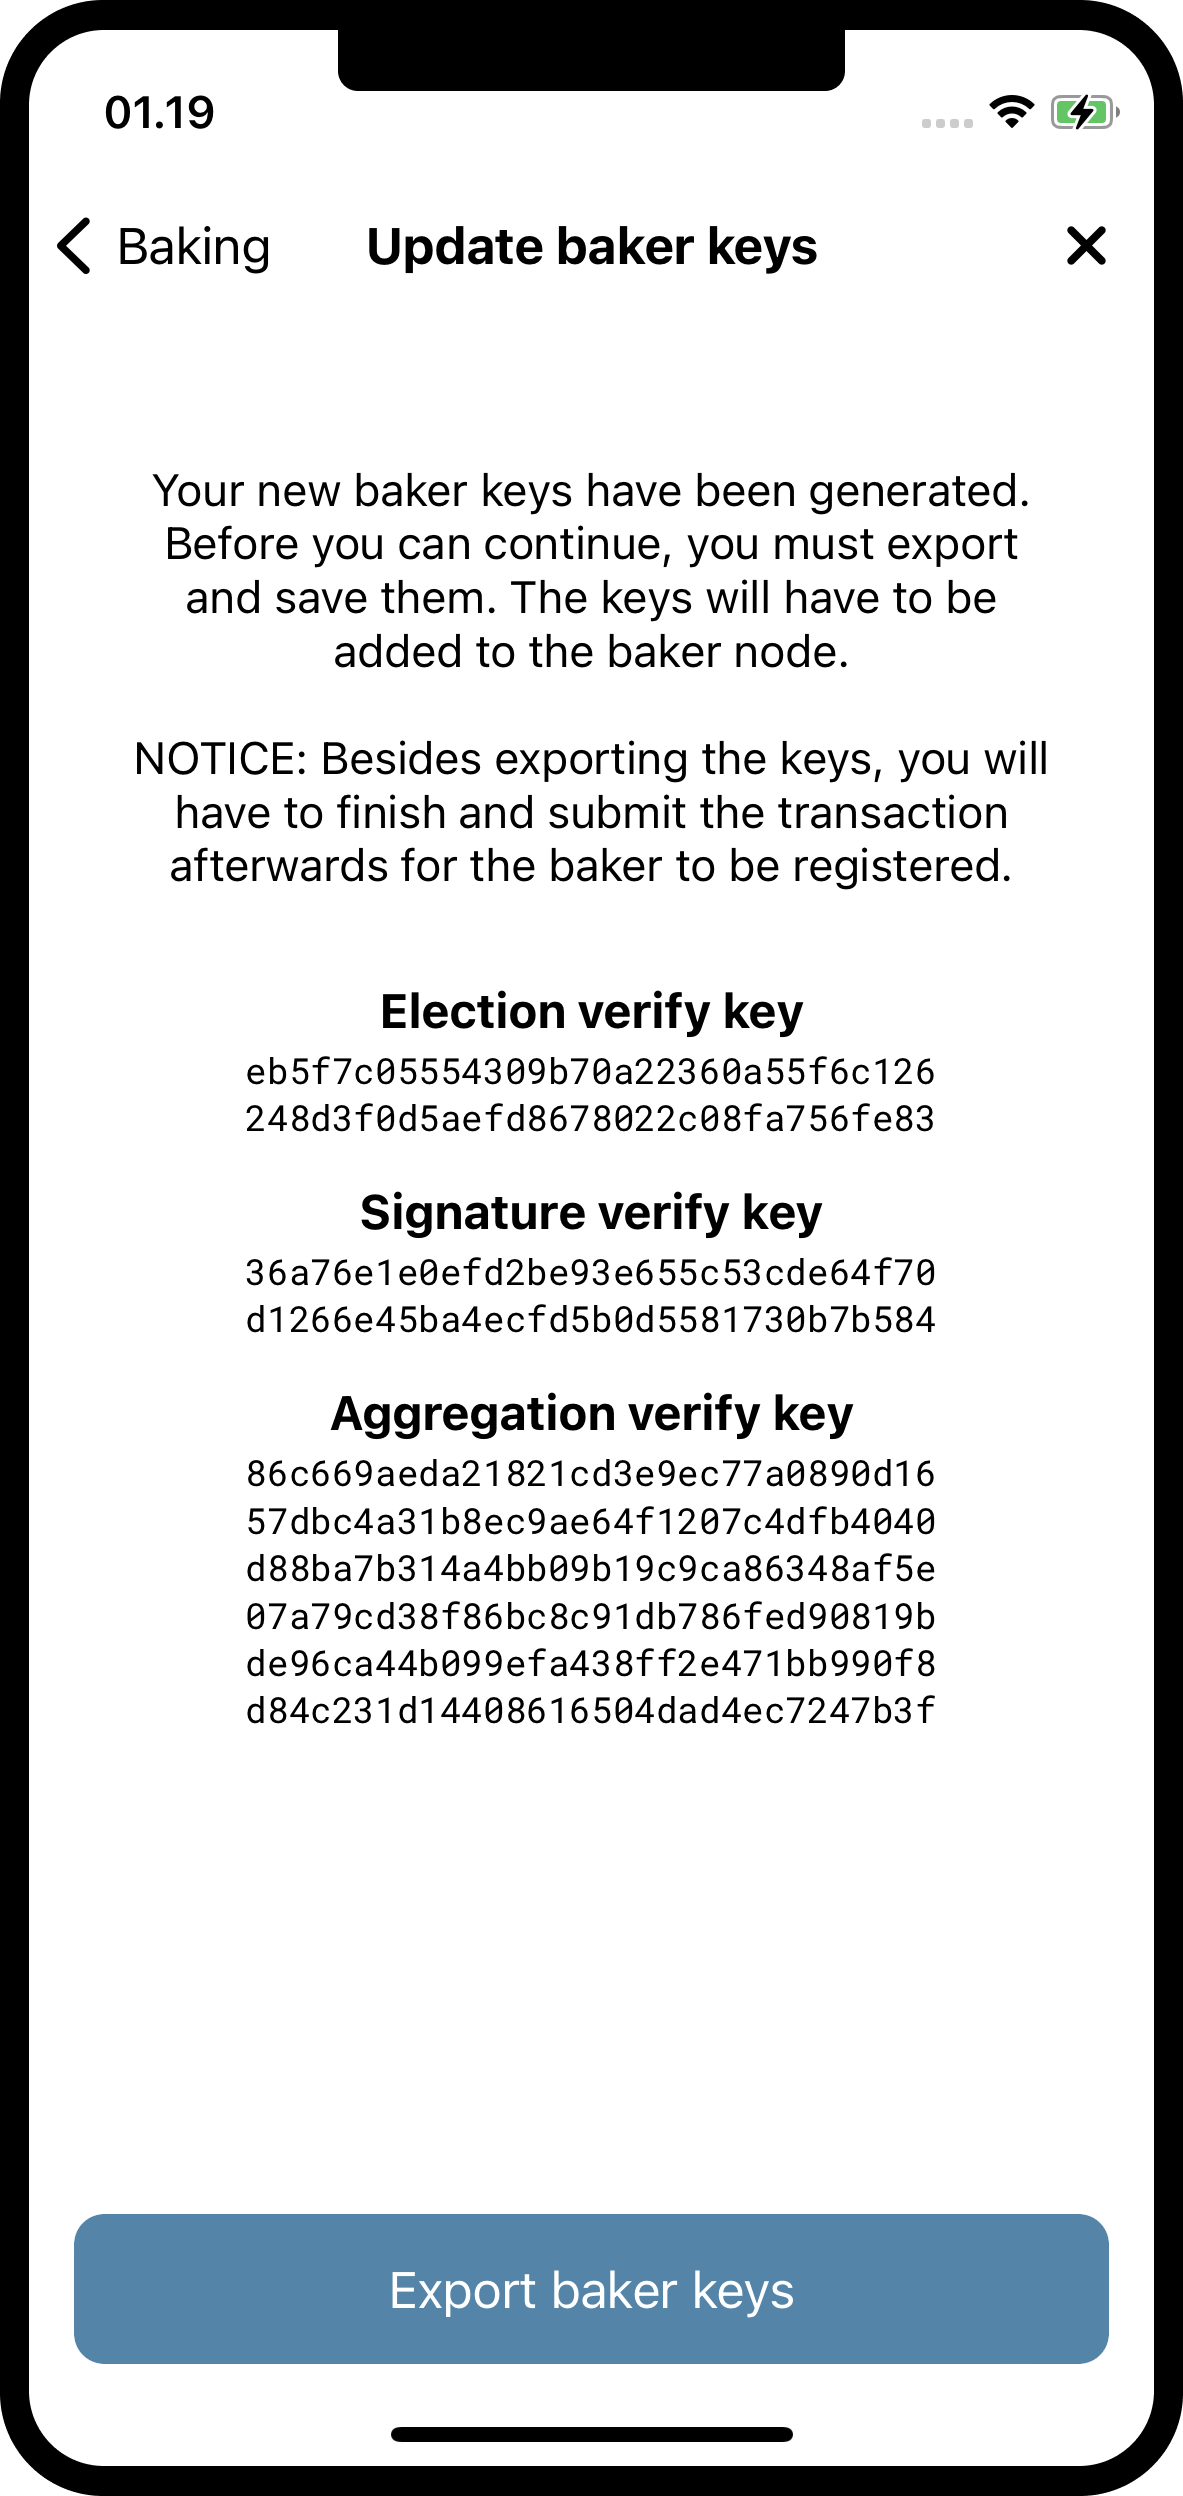 01.19
Baking
Update baker keys
Your new baker keys have been generated.
Before you can continue, you must export
and save them. The keys will have to be
added to the baker node.
NOTICE: Besides exporting the keys, you will
have to finish and submit the transaction
afterwards for the baker to be registered.
Election verify key
eb5f7c05554309b70a22360a55f6c126
248d3f0d5aefd8678022c08fa756fe83
Signature verify key
36a76e1e0efd2be93e655c53cde64f70
d1266e45ba4ecfd5b0d5581730b7b584
Aggregation verify key
86c669aeda21821cd3e9ec77a0890d16
57dbc4a31b8ec9ae64f1207c4dfb4040
d88ba7b314a4bb09b19c9ca86348af5e
07a79cd38f86bc8c91db786fed90819b
de96ca44b099efa438ff2e471bb990f8
d84c231d14408616504dad4ec7247b3f
Export baker keys